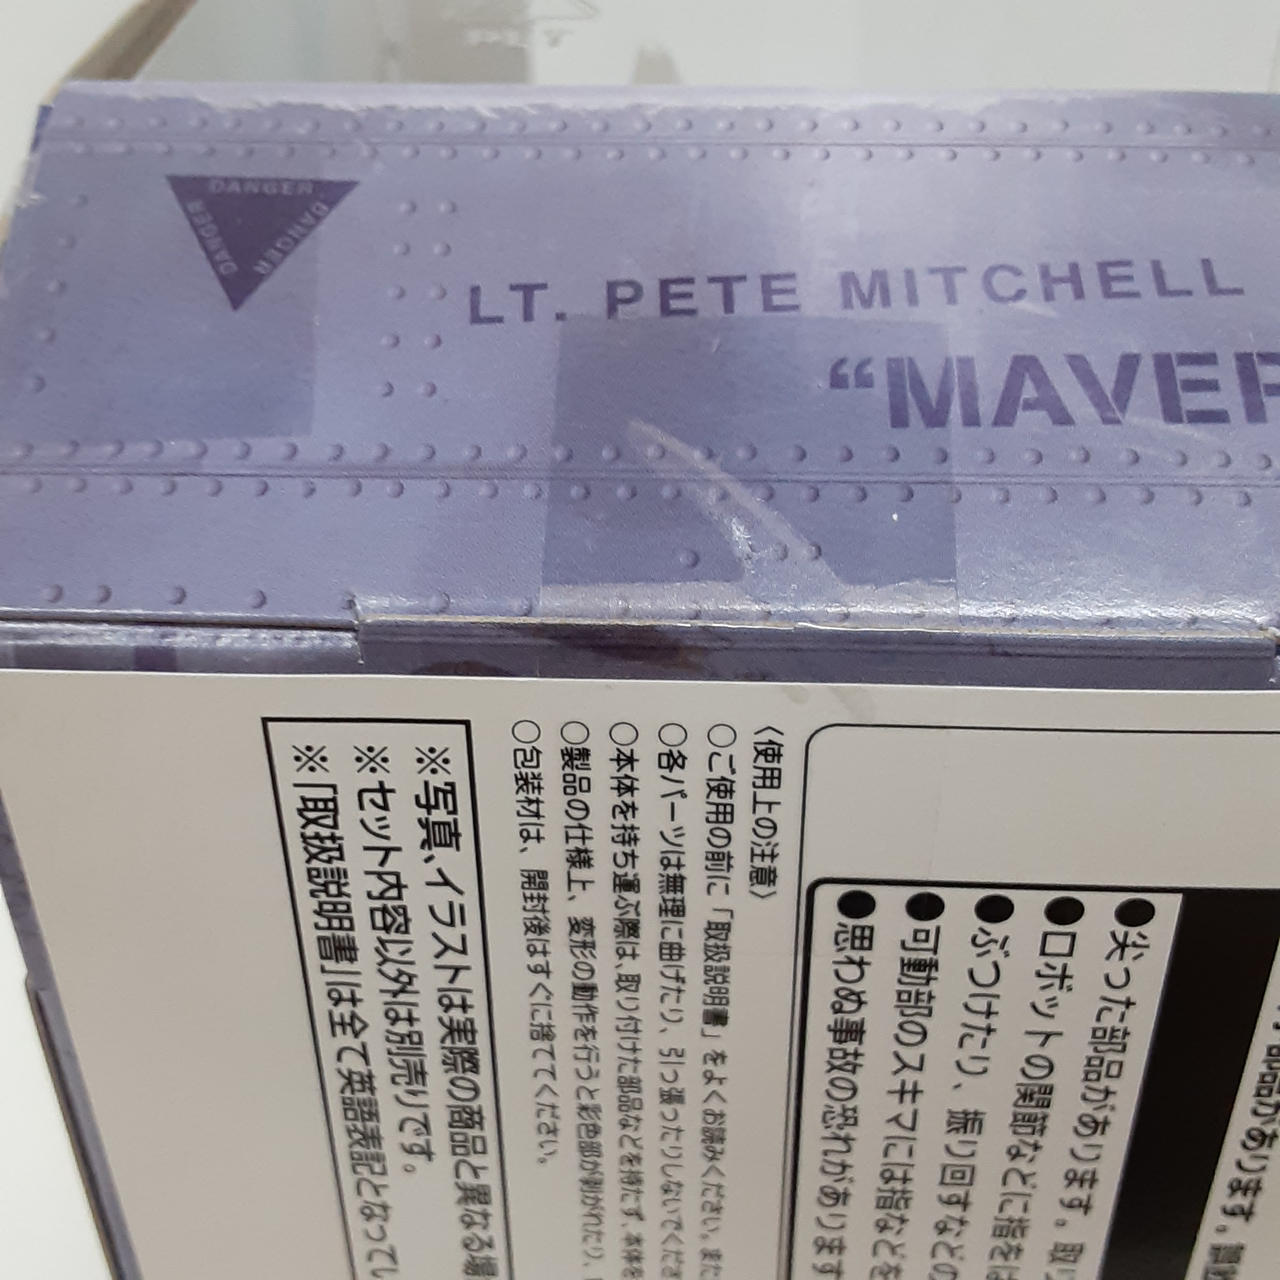 DANGER
DANGER
DANGER
LT. PETE MITCHELL
“MAVER
●尖った部品があります。取
●ロボットの関節などに指をは
●ぶつけたり、振り回すなどの
●可動部のスキマには指などを
●思わぬ事故の恐れがあります
〈使用上の注意〉
○ご使用の前に「取扱説明書」をよくお読みください。また
○各パーツは無理に曲げたり、引っ張ったりしないでくださ
○本体を持ち運ぶ際は、取り付けた部品などを持たず、本体を
○製品の仕様上、変形の動作を行うと彩色部が剥がれたり、
○包装材は、開封後はすぐに捨ててください。
※写真、イラストは実際の商品と異なる場
※セット内容以外は別売りです。
※「取扱説明書」は全て英語表記となってい